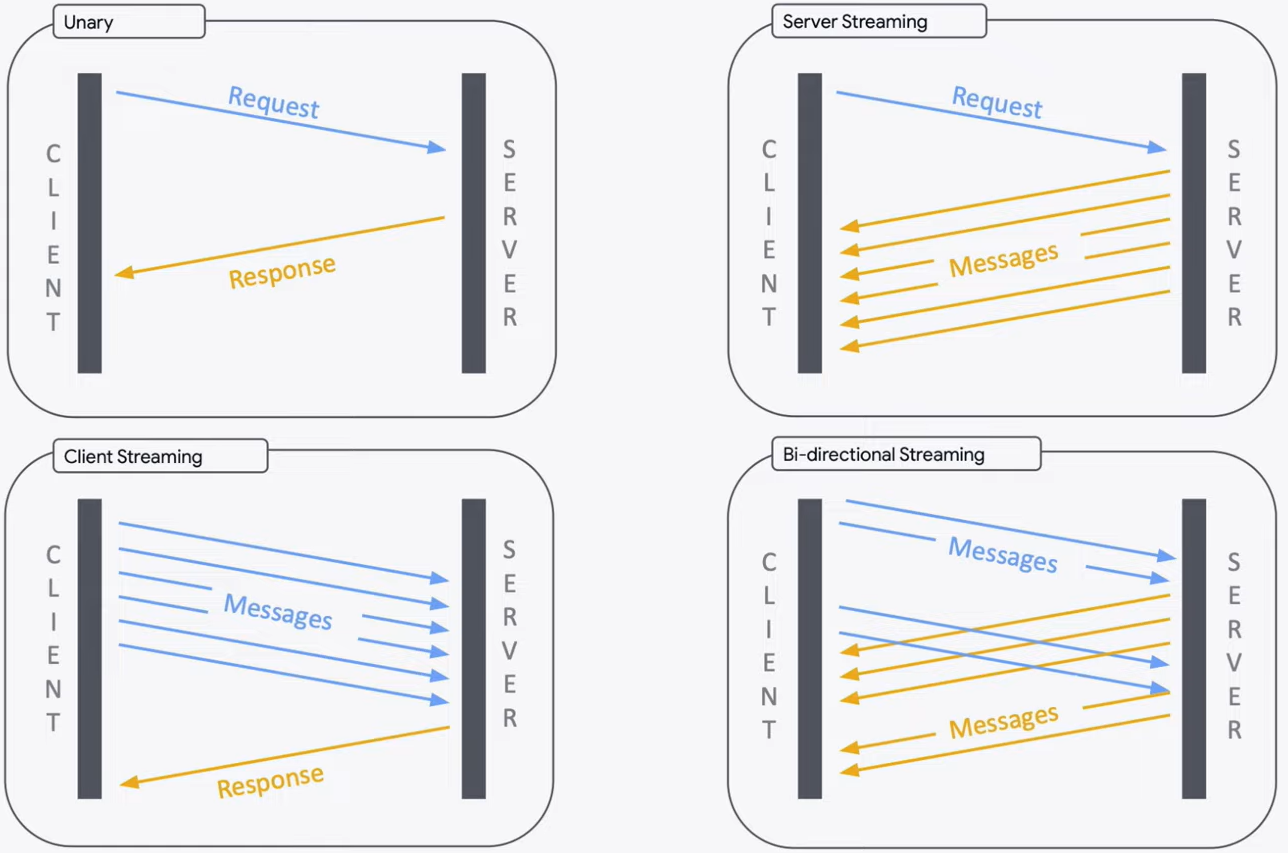 Unary
CLIENT
Request
Response
SERVER
Server Streaming
CLIENT
Request
Messages
SERVER
Client Streaming
CLIENT
Messages
Response
SERVER
Bi-directional Streaming
CLIENT
Messages
Messages
SERVER